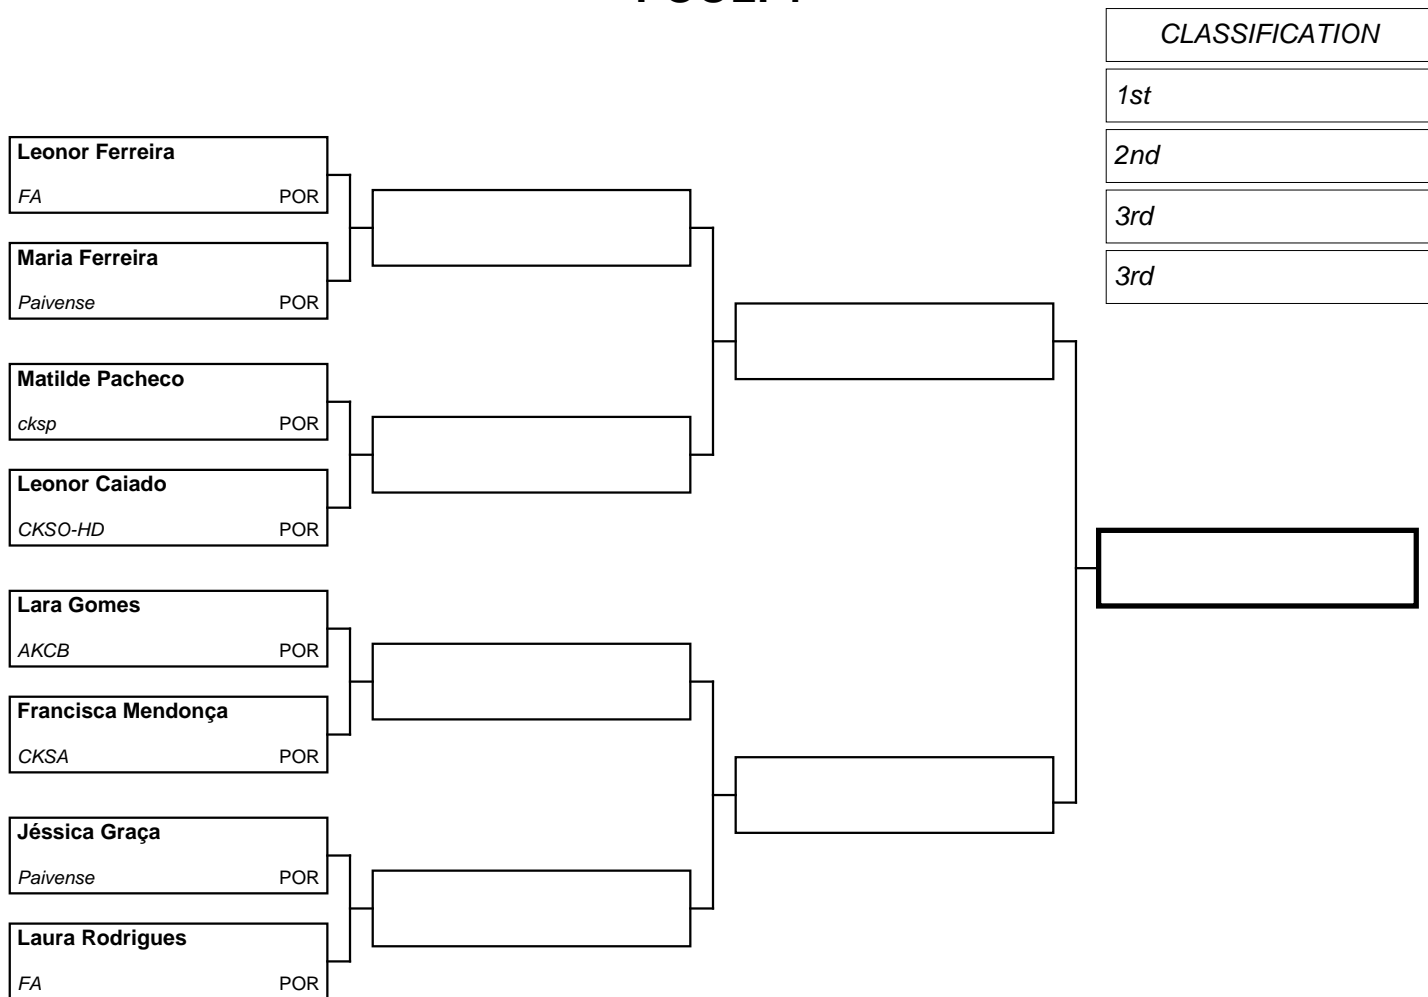 CLASSIFICATION
1st
2nd
3rd
3rd
Leonor Ferreira
FA POR
Maria Ferreira
Paivense POR
Matilde Pacheco
cksp POR
Leonor Caiado
CKSO-HD POR
Lara Gomes
AKCB POR
Francisca Mendonça
CKSA POR
Jéssica Graça
Paivense POR
Laura Rodrigues
FA POR